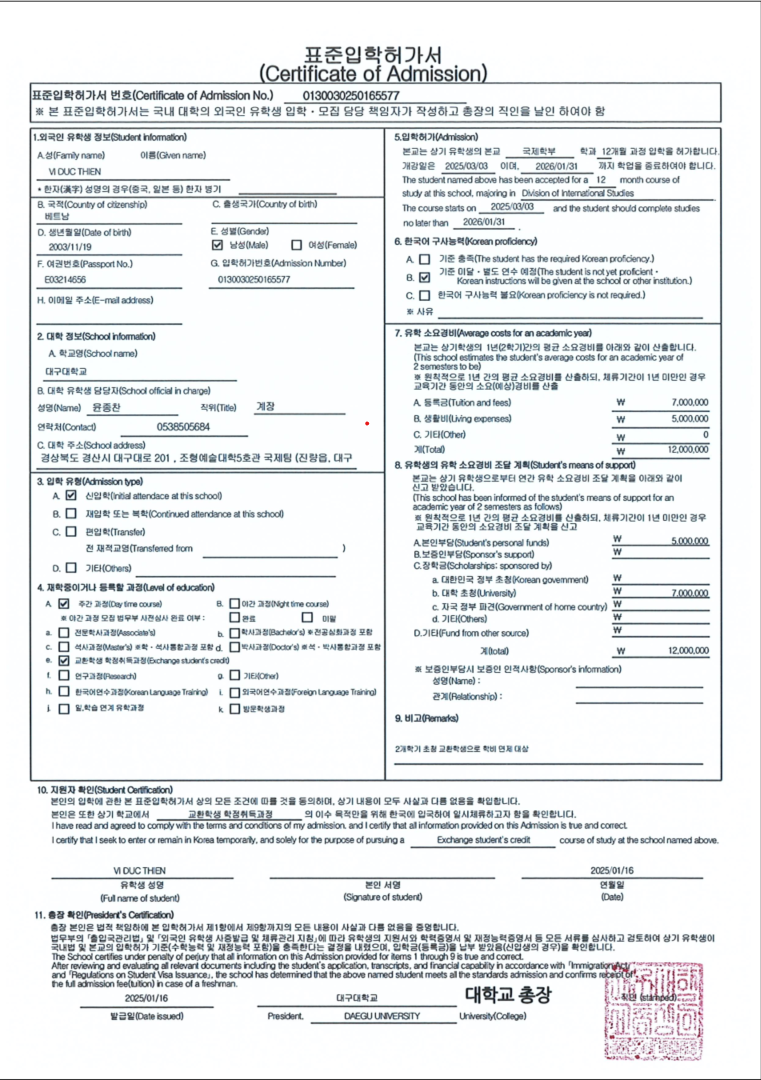 표준입학허가서
(Certificate of Admission)
표준입학허가서 번호(Certificate of Admission No.) 0130030250165577
※ 본 표준입학허가서는 국내 대학의 외국인 유학생 입학・모집 담당 책임자가 작성하고 총장의 직인을 날인 하여야 함
1.외국인 유학생 정보(Student information)
A.성(Family name) 이름(Given name)
VI DUC THIEN
* 한자(漢字) 성명의 경우(중국, 일본 등) 한자 병기
B. 국적(Country of citizenship) C. 출생국가(Country of birth)
베트남
D. 생년월일(Date of birth) E. 성별(Gender)
2003/11/19 남성(Male) 여성(Female)
F. 여권번호(Passport No.) G. 입학허가번호(Admission Number)
E03214656 0130030250165577
H. 이메일 주소(E-mail address)
2. 대학 정보(School information)
A. 학교명(School name)
대구대학교
B. 대학 유학생 담당자(School official in charge)
성명(Name) 윤종찬 직위(Title) 계장
연락처(Contact) 0538505684
C. 대학 주소(School address)
경상북도 경산시 대구대로 201 , 조형예술대학5호관 국제팀 (진량읍, 대구
3. 입학 유형(Admission type)
A. 신입학(Initial attendace at this school)
B. 재입학 또는 복학(Continued attendance at this school)
C. 편입학(Transfer)
전 재적교명(Transferred from )
D. 기타(Others)
4. 재학중이거나 등록할 과정(Level of education)
A. 주간 과정(Day time course) B. 야간 과정(Night time course)
※ 야간 과정 모집 법무부 사전심사 완료 여부 : 완료 미필
a. 전문학사과정(Associate's) b. 학사과정(Bachelor's) ※전공심화과정 포함
c. 석사과정(Master's) ※학・석사통합과정 포함 d. 박사과정(Doctor's) ※석・박사통합과정 포함
e. 교환학생 학점취득과정(Exchange student's credit)
f. 연구과정(Research) g. 기타(Other)
h. 한국어연수과정(Korean Language Training) i. 외국어연수과정(Foreign Language Training)
j. 일,학습 연계 유학과정 k. 방문학생과정
5.입학허가(Admission)
본교는 상기 유학생의 본교 국제학부 학과 12개월 과정 입학을 허가합니다.
개강일은 2025/03/03 이며, 2026/01/31 까지 학업을 종료하여야 합니다.
The student named above has been accepted for a 12 month course of
study at this school, majoring in Division of International Studies
The course starts on 2025/03/03 and the student should complete studies
no later than 2026/01/31
6. 한국어 구사능력(Korean proficiency)
A. 기준 충족(The student has the required Korean proficiency.)
B. 기준 미달・별도 연수 예정(The student is not yet proficient・
Korean instructions will be given at the school or other institution.)
C. 한국어 구사능력 불요(Korean proficiency is not required.)
※ 사유
7. 유학 소요경비(Average costs for an academic year)
본교는 상기학생의 1년(2학기)간의 평균 소요경비를 아래와 같이 산출합니다.
(This school estimates the student's average costs for an academic year of
2 semesters to be)
※ 원칙적으로 1년 간의 평균 소요경비를 산출하되, 체류기간이 1년 미만인 경우
교육기간 동안의 소요(예상)경비를 산출
A. 등록금(Tuition and fees) ₩ 7,000,000
B. 생활비(Living expenses) ₩ 5,000,000
C. 기타(Other) ₩ 0
계(Total) ₩ 12,000,000
8. 유학생의 유학 소요경비 조달 계획(Student's means of support)
본교는 상기 유학생으로부터 연간 유학 소요경비 조달 계획을 아래와 같이
신고 받았습니다.
(This school has been informed of the student's means of support for an
academic year of 2 semesters as follows)
※ 원칙적으로 1년 간의 평균 소요경비를 산출하되, 체류기간이 1년 미만인 경우
교육기간 동안의 소요경비 조달 계획을 신고
A.본인부담(Student's personal funds) ₩ 5,000,000
B.보증인부담(Sponsor's support) ₩
C.장학금(Scholarships: sponsored by)
a. 대한민국 정부 초청(Korean government) ₩
b. 대학 초청(University) ₩ 7,000,000
c. 자국 정부 파견(Government of home country) ₩
d. 기타(Others) ₩
D.기타(Fund from other source) ₩
계(Total) ₩ 12,000,000
※ 보증인부담시 보증인 인적사항(Sponsor's information)
성명(Name) :
관계(Relationship) :
9. 비고(Remarks)
2개학기 초청 교환학생으로 학비 면제 대상
10. 지원자 확인(Student Certification)
본인의 입학에 관한 본 표준입학허가서 상의 모든 조건에 따를 것을 동의하며, 상기 내용이 모두 사실과 다름 없음을 확인합니다.
본인은 또한 상기 학교에서 교환학생 학점취득과정 의 이수 목적만을 위해 한국에 입국하여 일시체류하고자 함을 확인합니다.
I have read and agreed to comply with the terms and conditions of my admission. and I certify that all information provided on this Admission is true and correct.
I certify that I seek to enter or remain in Korea temporarily, and solely for the purpose of pursuing a Exchange student's credit course of study at the school named above.
VI DUC THIEN 2025/01/16
유학생 성명 본인 서명 연월일
(Full name of student) (Signature of student) (Date)
11. 총장 확인(President's Certification)
총장 본인은 법적 책임하에 본 입학허가서 제1항에서 제9항까지의 모든 내용이 사실과 다름 없음을 증명합니다.
법무부의 「출입국관리법」 및 「외국인 유학생 사증발급 및 체류관리 지침」에 따라 유학생의 지원서와 학력증명서 및 재정능력증명서 등 모든 서류를 심사하고 검토하여 상기 유학생이
국내법 및 본교의 입학허가 기준(수학능력 및 재정능력 포함)을 충족한다는 결정을 내렸으며, 입학금(등록금)을 납부 받았음(신입생의 경우)을 확인합니다.
The School certifies under penalty of perjury that all information on this Admission provided for items 1 through 9 is true and correct.
After reviewing and evaluating all relevant documents including the student's application, transcripts, and financial capability in accordance with 「Immigration Act」
and 「Regulations on Student Visa Issuance」, the school has determined that the above named student meets all the standards admission and confirms receipt of
the full admission fee(tuition) in case of a freshman.
2025/01/16 대구대학교 대학교 총장 직인 (stamped)
발급일(Date issued) President. DAEGU UNIVERSITY University(College)